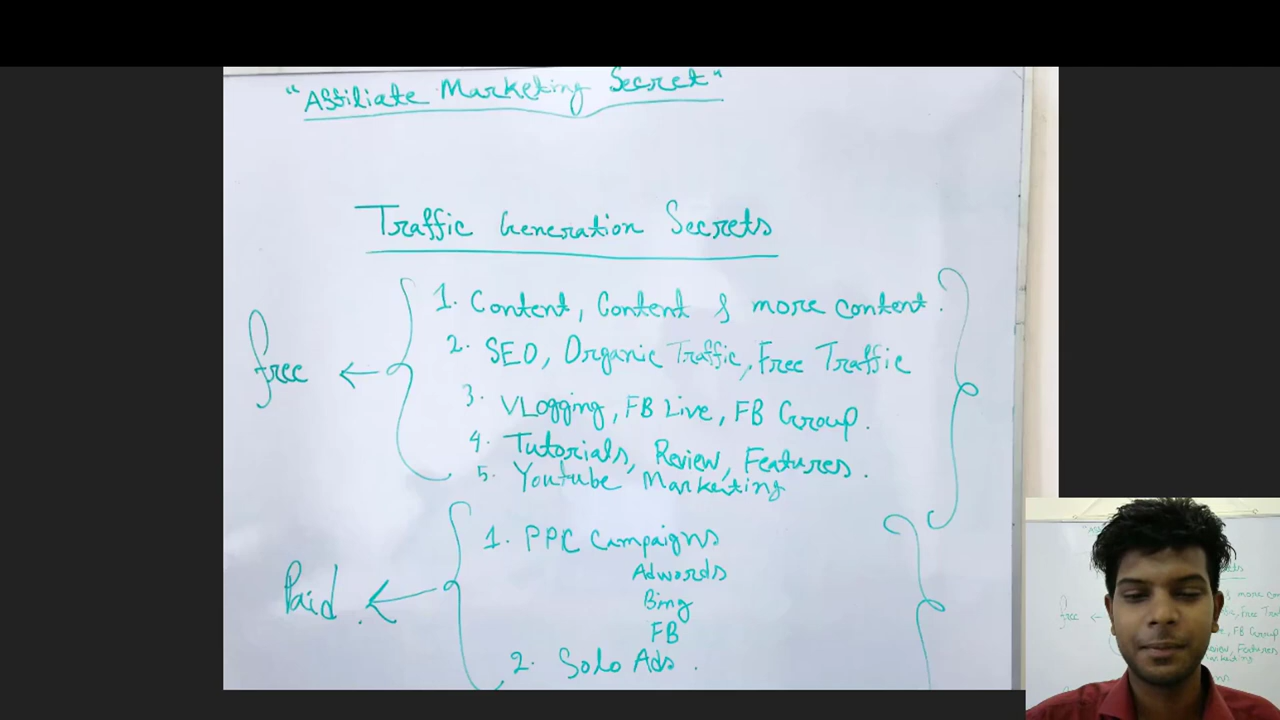 "Affiliate Marketing Secret"
Traffic Generation Secrets
free
1. Content, Content & more content.
2. SEO, Organic Traffic, Free Traffic
3. VLogging, FB Live, FB Group.
4. Tutorials, Review, Features.
5. Youtube Marketing
Paid
1. PPC Campaigns
Adwords
Bing
FB
2. Solo Ads.